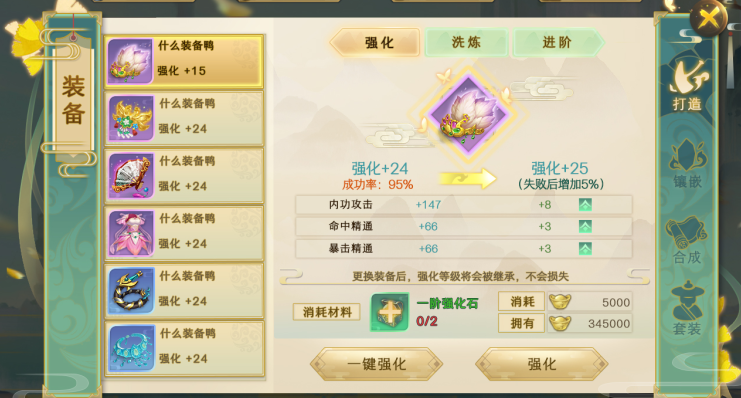 装备
什么装备鸭
强化 +15
什么装备鸭
强化 +24
什么装备鸭
强化 +24
什么装备鸭
强化 +24
什么装备鸭
强化 +24
什么装备鸭
强化 +24
强化
洗炼
进阶
强化+24
成功率：95%
强化+25
(失败后增加5%)
内功攻击 +147 +8
命中精通 +66 +3
暴击精通 +66 +3
更换装备后，强化等级将会被继承，不会损失
消耗材料
一阶强化石
0/2
消耗 5000
拥有 345000
一键强化
强化
打造
镶嵌
合成
套装